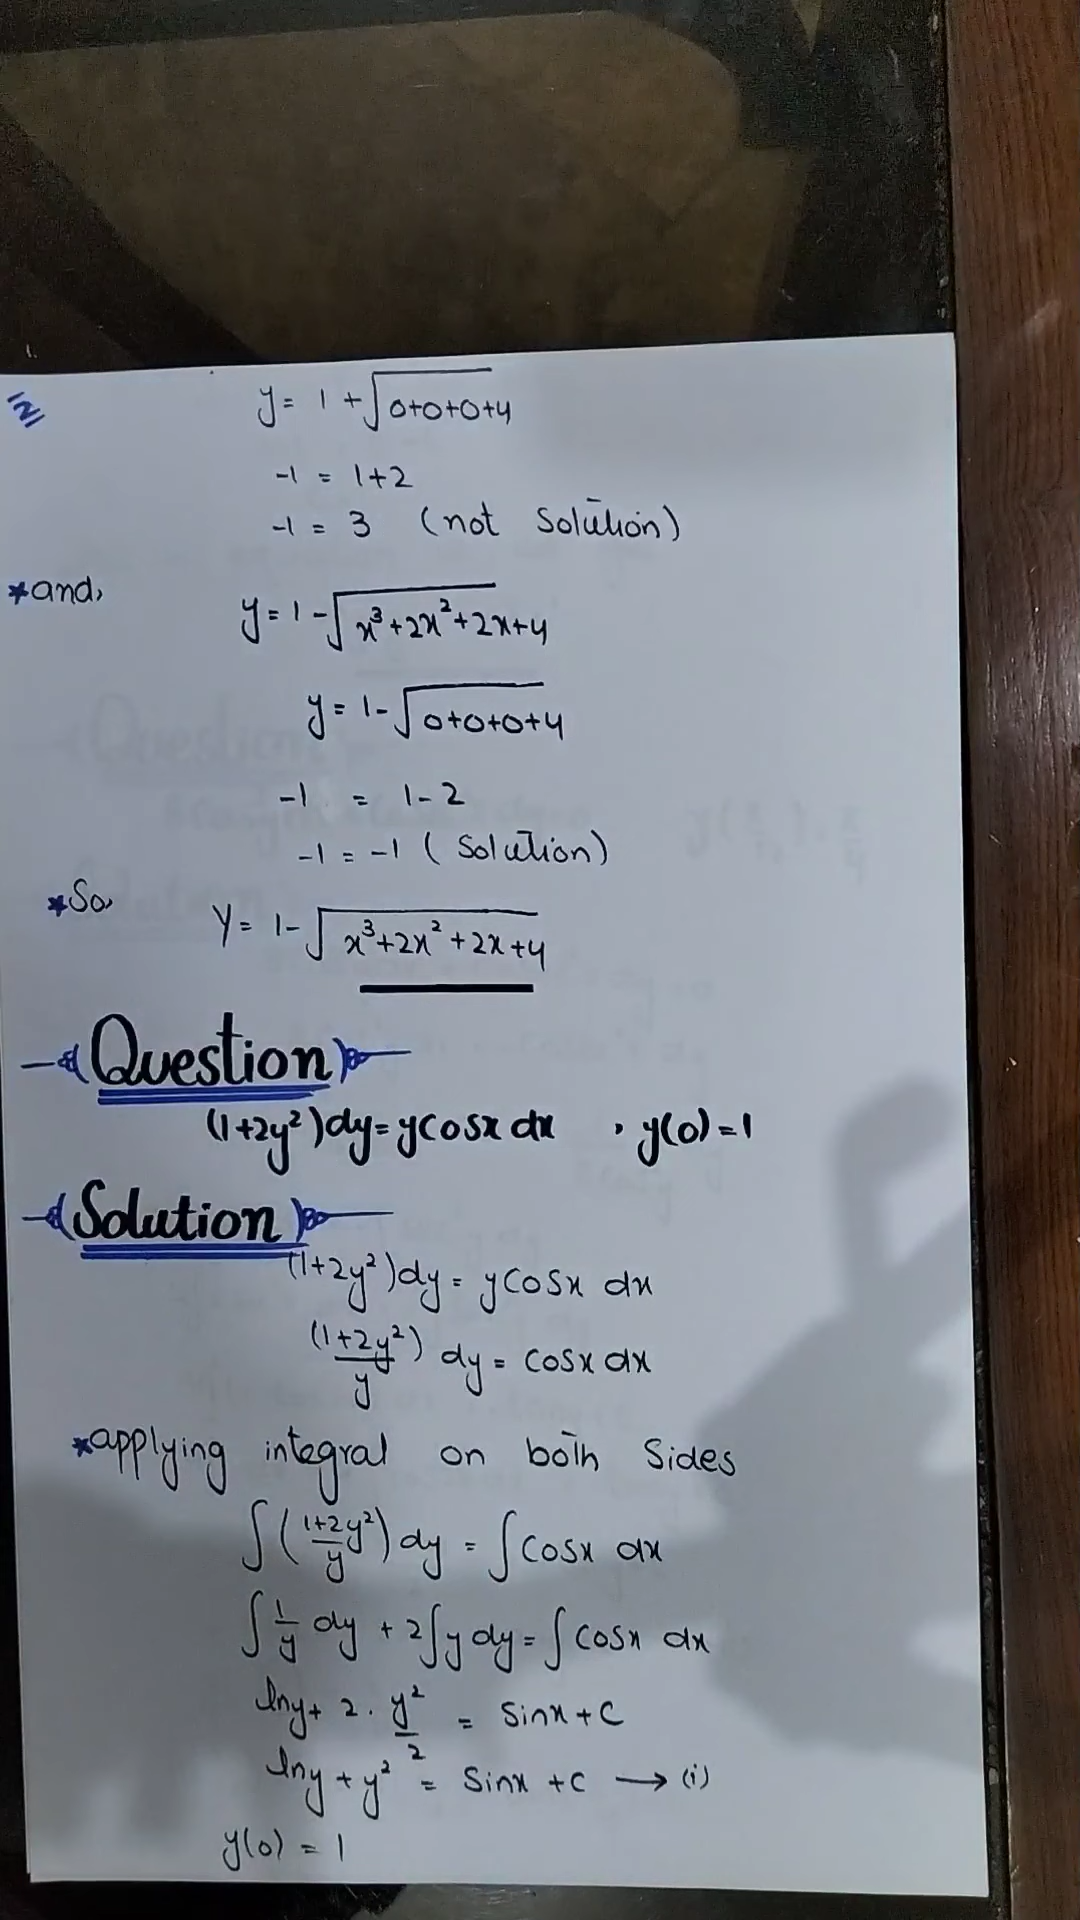 2
y = 1 + √0+0+0+4
-1 = 1+2
-1 = 3 (not Solution)
*and,
y = 1 - √x³+2x²+2x+4
y = 1 - √0+0+0+4
-1 = 1-2
-1 = -1 (Solution)
*So,
Y = 1 - √x³+2x²+2x+4
Question
(1+2y²)dy = ycosx dx , y(0)=1
Solution
(1+2y²)dy = ycosx dx
(1+2y²)/y dy = cosx dx
*applying integral on both Sides
∫(1+2y²/y) dy = ∫cosx dx
∫1/y dy + 2∫y dy = ∫cosx dx
lny + 2 . y²/2 = Sinx + C
lny + y² = Sinx + C → (i)
y(0) = 1